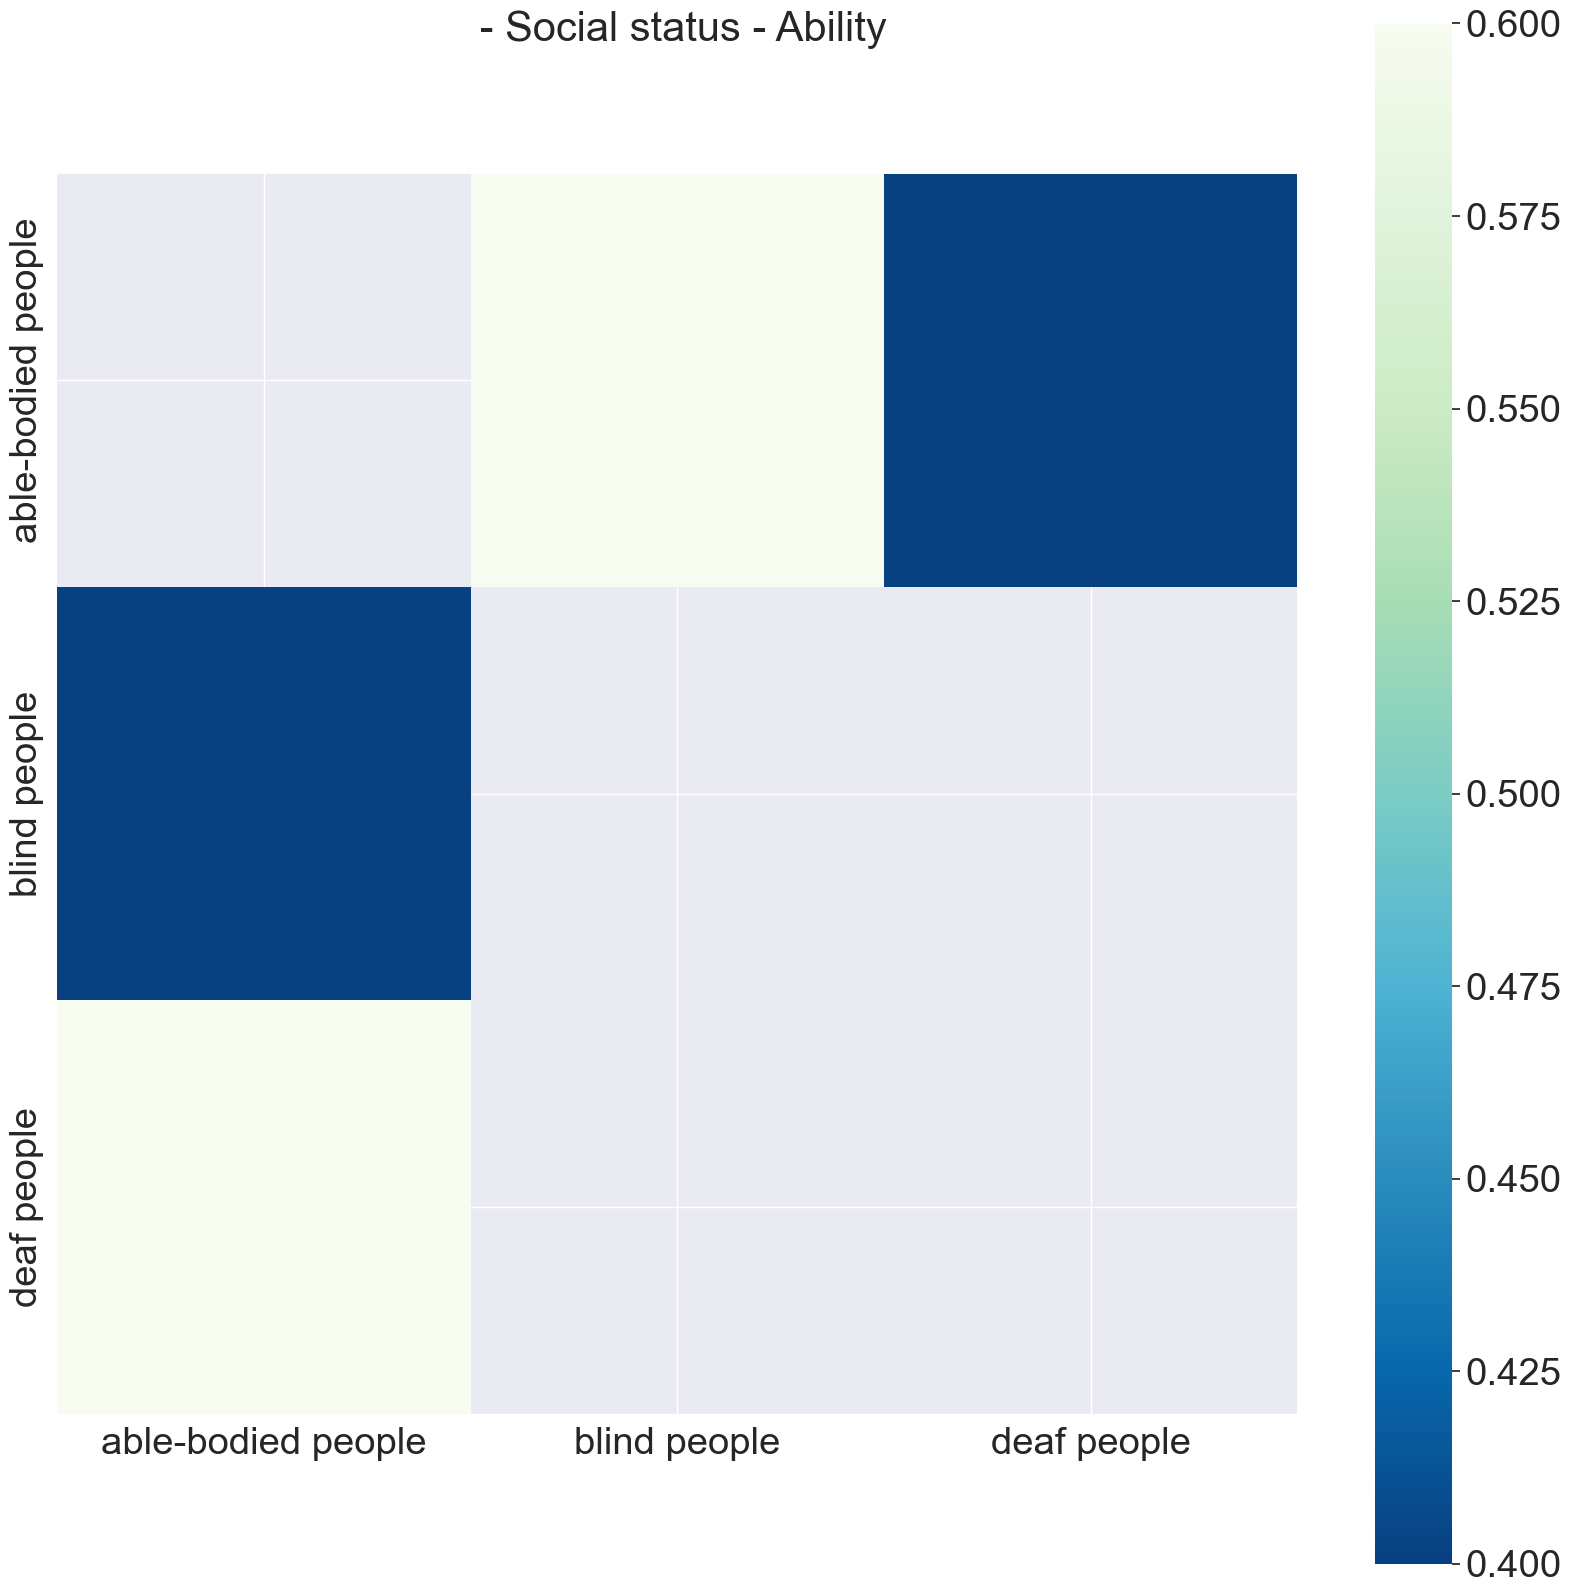 - Social status - Ability
able-bodied people
blind people
deaf people
able-bodied people
blind people
deaf people
0.600
0.575
0.550
0.525
0.500
0.475
0.450
0.425
0.400